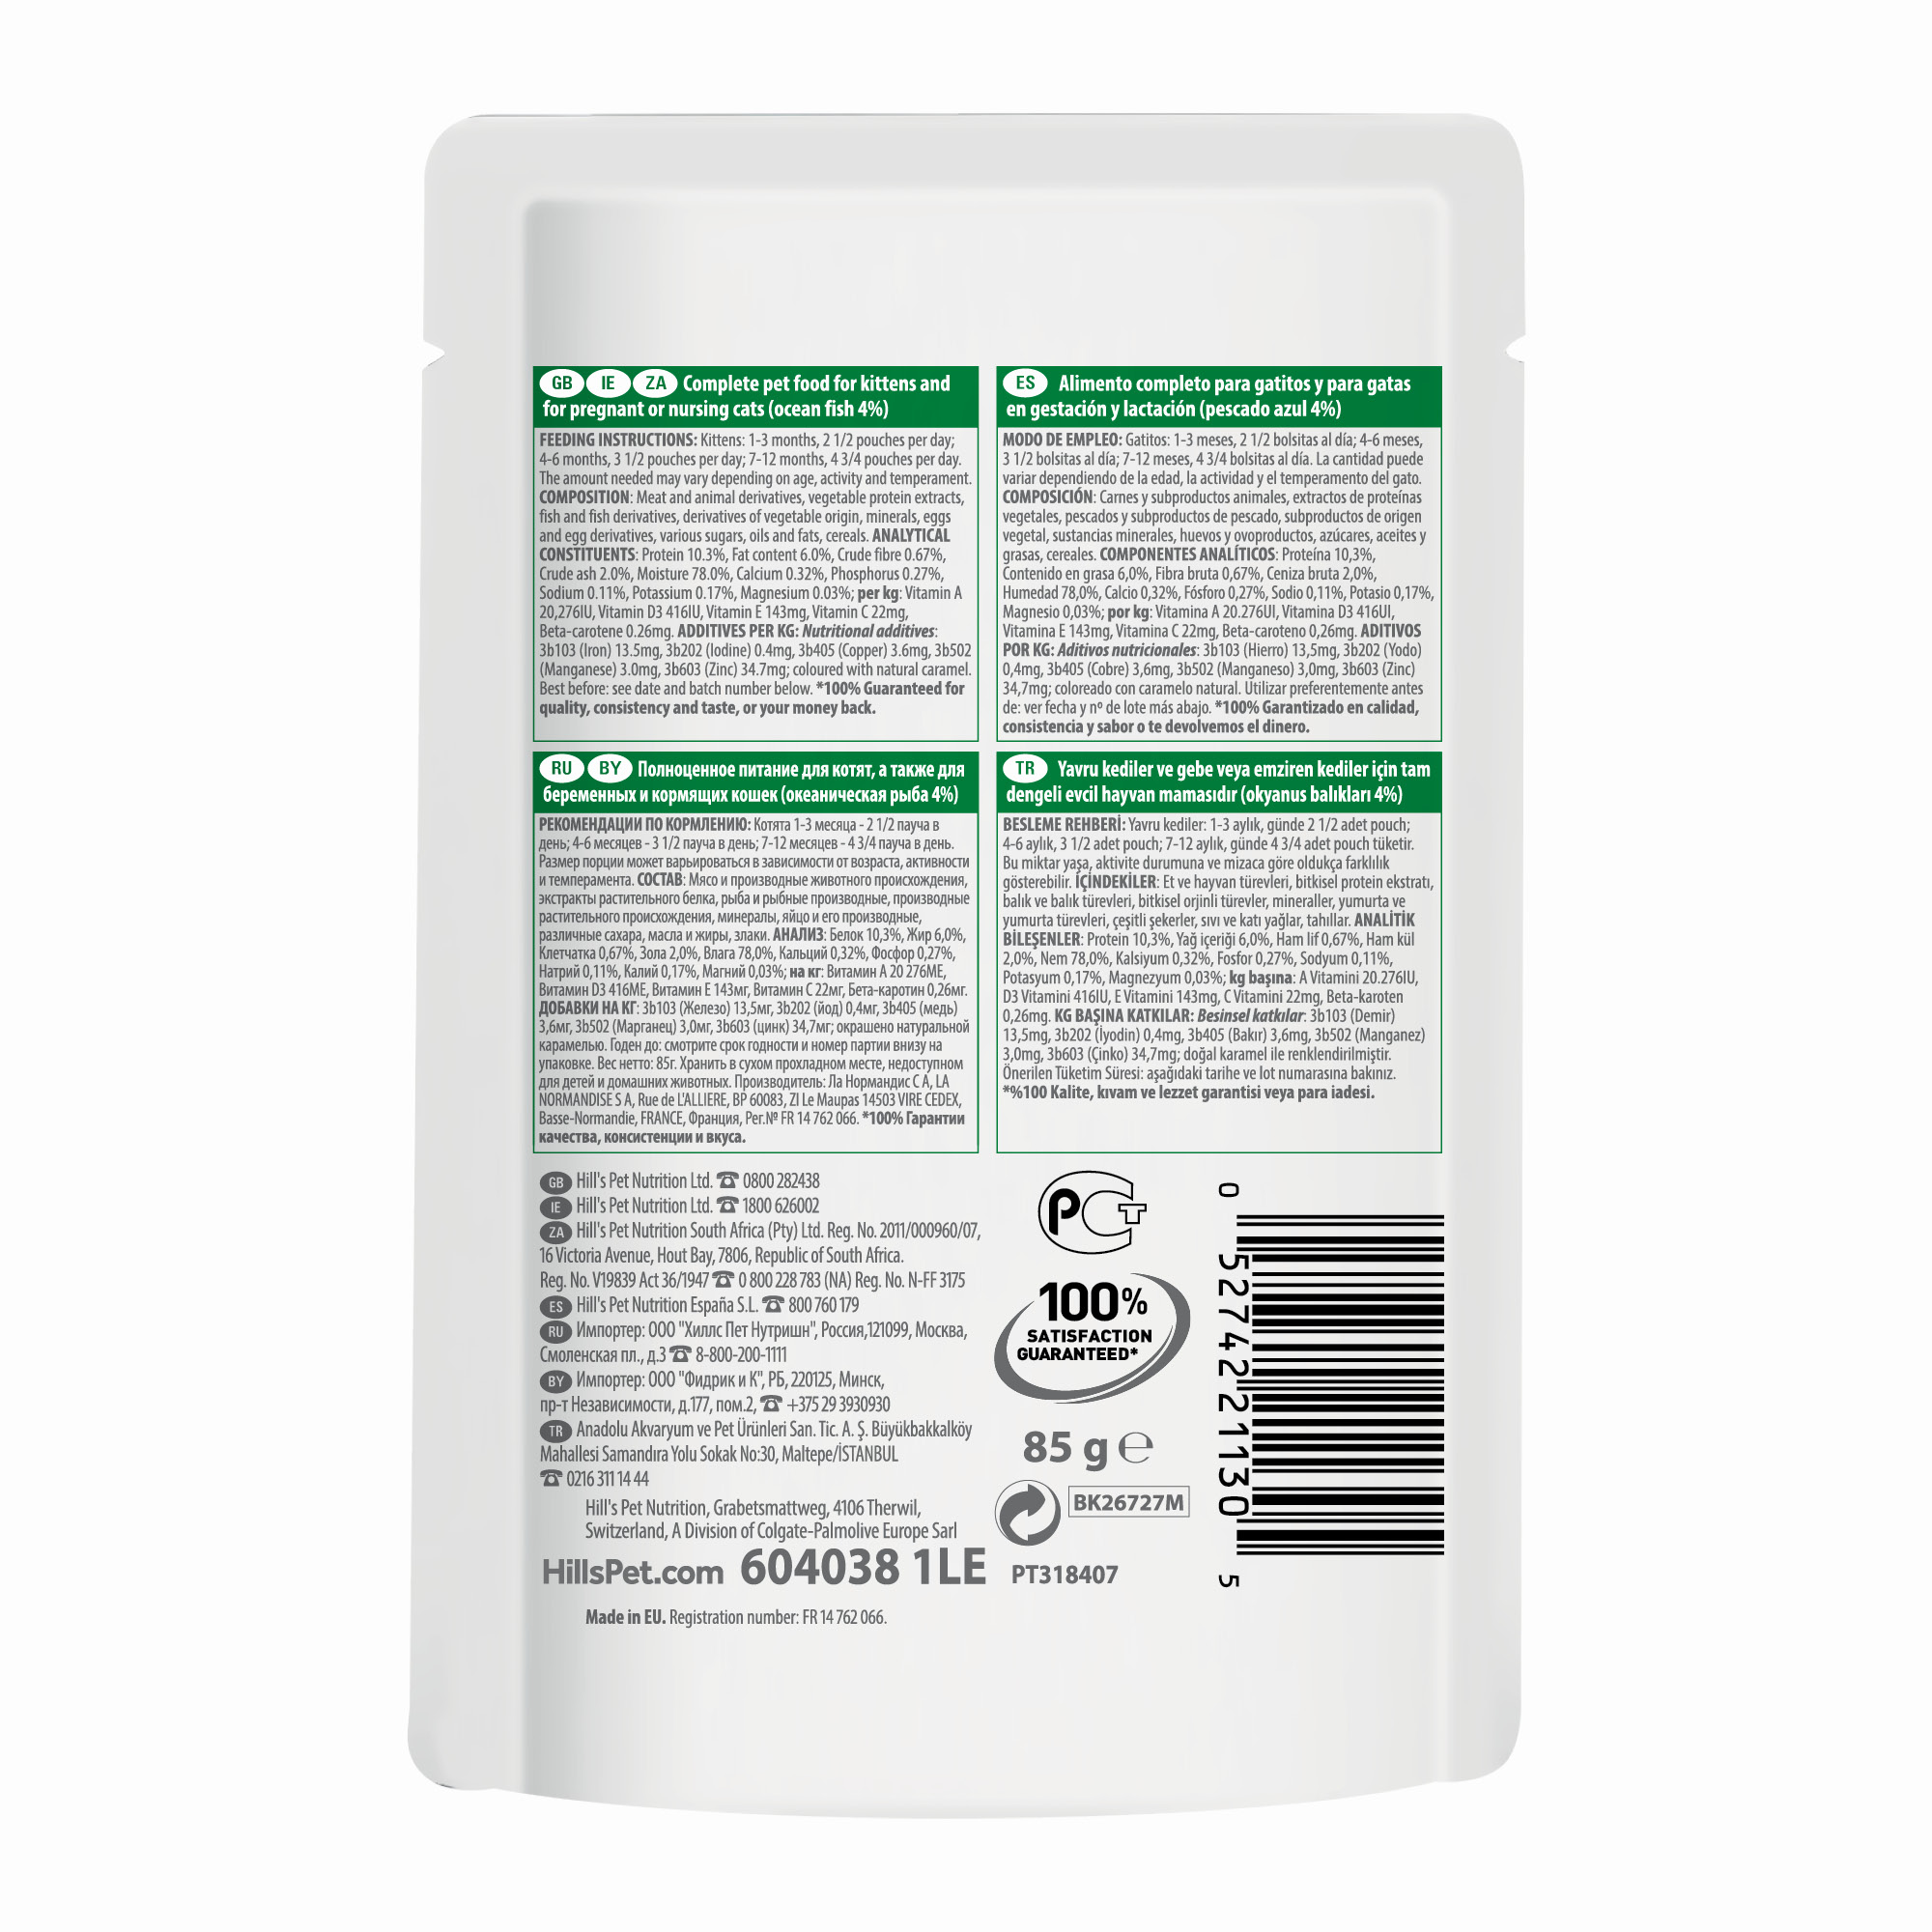 GB IE ZA Complete pet food for kittens and
for pregnant or nursing cats (ocean fish 4%)
FEEDING INSTRUCTIONS: Kittens: 1-3 months, 2 1/2 pouches per day;
4-6 months, 3 1/2 pouches per day; 7-12 months, 4 3/4 pouches per day.
The amount needed may vary depending on age, activity and temperament.
COMPOSITION: Meat and animal derivatives, vegetable protein extracts,
fish and fish derivatives, derivatives of vegetable origin, minerals, eggs
and egg derivatives, various sugars, oils and fats, cereals. ANALYTICAL
CONSTITUENTS: Protein 10.3%, Fat content 6.0%, Crude fibre 0.67%,
Crude ash 2.0%, Moisture 78.0%, Calcium 0.32%, Phosphorus 0.27%,
Sodium 0.11%, Potassium 0.17%, Magnesium 0.03%; per kg: Vitamin A
20,276IU, Vitamin D3 416IU, Vitamin E 143mg, Vitamin C 22mg,
Beta-carotene 0.26mg. ADDITIVES PER KG: Nutritional additives:
3b103 (Iron) 13.5mg, 3b202 (Iodine) 0.4mg, 3b405 (Copper) 3.6mg, 3b502
(Manganese) 3.0mg, 3b603 (Zinc) 34.7mg; coloured with natural caramel.
Best before: see date and batch number below. *100% Guaranteed for
quality, consistency and taste, or your money back.
ES Alimento completo para gatitos y para gatas
en gestación y lactación (pescado azul 4%)
MODO DE EMPLEO: Gatitos: 1-3 meses, 2 1/2 bolsitas al día; 4-6 meses,
3 1/2 bolsitas al día; 7-12 meses, 4 3/4 bolsitas al día. La cantidad puede
variar dependiendo de la edad, la actividad y el temperamento del gato.
COMPOSICIÓN: Carnes y subproductos animales, extractos de proteínas
vegetales, pescados y subproductos de pescado, subproductos de origen
vegetal, sustancias minerales, huevos y ovoproductos, azúcares, aceites y
grasas, cereales. COMPONENTES ANALÍTICOS: Proteína 10,3%,
Contenido en grasa 6,0%, Fibra bruta 0,67%, Ceniza bruta 2,0%,
Humedad 78,0%, Calcio 0,32%, Fósforo 0,27%, Sodio 0,11%, Potasio 0,17%,
Magnesio 0,03%; por kg: Vitamina A 20.276UI, Vitamina D3 416UI,
Vitamina E 143mg, Vitamina C 22mg, Beta-caroteno 0,26mg. ADITIVOS
POR KG: Aditivos nutricionales: 3b103 (Hierro) 13,5mg, 3b202 (Yodo)
0,4mg, 3b405 (Cobre) 3,6mg, 3b502 (Manganeso) 3,0mg, 3b603 (Zinc)
34,7mg; coloreado con caramelo natural. Utilizar preferentemente antes
de: ver fecha y nº de lote más abajo. *100% Garantizado en calidad,
consistencia y sabor o te devolvemos el dinero.
RU BY Полноценное питание для котят, а также для
беременных и кормящих кошек (океаническая рыба 4%)
РЕКОМЕНДАЦИИ ПО КОРМЛЕНИЮ: Котята 1-3 месяца - 2 1/2 пауча в
день; 4-6 месяцев - 3 1/2 пауча в день; 7-12 месяцев - 4 3/4 пауча в день.
Размер порции может варьироваться в зависимости от возраста, активности
и темперамента. СОСТАВ: Мясо и производные животного происхождения,
экстракты растительного белка, рыба и рыбные производные, производные
растительного происхождения, минералы, яйцо и его производные,
различные сахара, масла и жиры, злаки. АНАЛИЗ: Белок 10,3%, Жир 6,0%,
Клетчатка 0,67%, Зола 2,0%, Влага 78,0%, Кальций 0,32%, Фосфор 0,27%,
Натрий 0,11%, Калий 0,17%, Магний 0,03%; на кг: Витамин А 20 276МЕ,
Витамин D3 416МЕ, Витамин Е 143мг, Витамин С 22мг, Бета-каротин 0,26мг.
ДОБАВКИ НА КГ: 3b103 (Железо) 13,5мг, 3b202 (йод) 0,4мг, 3b405 (медь)
3,6мг, 3b502 (Марганец) 3,0мг, 3b603 (цинк) 34,7мг; окрашено натуральной
карамелью. Годен до: смотрите срок годности и номер партии внизу на
упаковке. Вес нетто: 85г. Хранить в сухом прохладном месте, недоступном
для детей и домашних животных. Производитель: Ла Нормандис С А, LA
NORMANDISE S A, Rue de L'ALLIERE, BP 60083, ZI Le Maupas 14503 VIRE CEDEX,
Basse-Normandie, FRANCE, Франция, Рег.№ FR 14 762 066. *100% Гарантии
качества, консистенции и вкуса.
TR Yavru kediler ve gebe veya emziren kediler için tam
dengeli evcil hayvan mamasıdır (okyanus balıkları 4%)
BESLEME REHBERİ: Yavru kediler: 1-3 aylık, günde 2 1/2 adet pouch;
4-6 aylık, 3 1/2 adet pouch; 7-12 aylık, günde 4 3/4 adet pouch tüketir.
Bu miktar yaşa, aktivite durumuna ve mizaca göre oldukça farklılık
gösterebilir. İÇİNDEKİLER: Et ve hayvan türevleri, bitkisel protein ekstratı,
balık ve balık türevleri, bitkisel orjinli türevler, mineraller, yumurta ve
yumurta türevleri, çeşitli şekerler, sıvı ve katı yağlar, tahıllar. ANALİTİK
BİLEŞENLER: Protein 10,3%, Yağ içeriği 6,0%, Ham lif 0,67%, Ham kül
2,0%, Nem 78,0%, Kalsiyum 0,32%, Fosfor 0,27%, Sodyum 0,11%,
Potasyum 0,17%, Magnezyum 0,03%; kg başına: A Vitamini 20.276IU,
D3 Vitamini 416IU, E Vitamini 143mg, C Vitamini 22mg, Beta-karoten
0,26mg. KG BAŞINA KATKILAR: Besinsel katkılar: 3b103 (Demir)
13,5mg, 3b202 (İyodin) 0,4mg, 3b405 (Bakır) 3,6mg, 3b502 (Manganez)
3,0mg, 3b603 (Çinko) 34,7mg; doğal karamel ile renklendirilmiştir.
Önerilen Tüketim Süresi: aşağıdaki tarihe ve lot numarasına bakınız.
*%100 Kalite, kıvam ve lezzet garantisi veya para iadesi.
GB Hill's Pet Nutrition Ltd. ☎ 0800 282438
IE Hill's Pet Nutrition Ltd. ☎ 1800 626002
ZA Hill's Pet Nutrition South Africa (Pty) Ltd. Reg. No. 2011/000960/07,
16 Victoria Avenue, Hout Bay, 7806, Republic of South Africa.
Reg. No. V19839 Act 36/1947 ☎ 0 800 228 783 (NA) Reg. No. N-FF 3175
ES Hill's Pet Nutrition España S.L. ☎ 800 760 179
RU Импортер: ООО "Хиллс Пет Нутришн", Россия,121099, Москва,
Смоленская пл., д.3 ☎ 8-800-200-1111
BY Импортер: ООО "Фидрик и К", РБ, 220125, Минск,
пр-т Независимости, д.177, пом.2, ☎ +375 29 3930930
TR Anadolu Akvaryum ve Pet Ürünleri San. Tic. A. Ş. Büyükbakkalköy
Mahallesi Samandıra Yolu Sokak No:30, Maltepe/İSTANBUL
☎ 0216 311 14 44
Hill's Pet Nutrition, Grabetsmattweg, 4106 Therwil,
Switzerland, A Division of Colgate-Palmolive Europe Sarl
HillsPet.com 604038 1LE
PT318407
Made in EU. Registration number: FR 14 762 066.
РСТ
100%
SATISFACTION
GUARANTEED*
85 g ℮
BK26727M
0 52742 21130 5